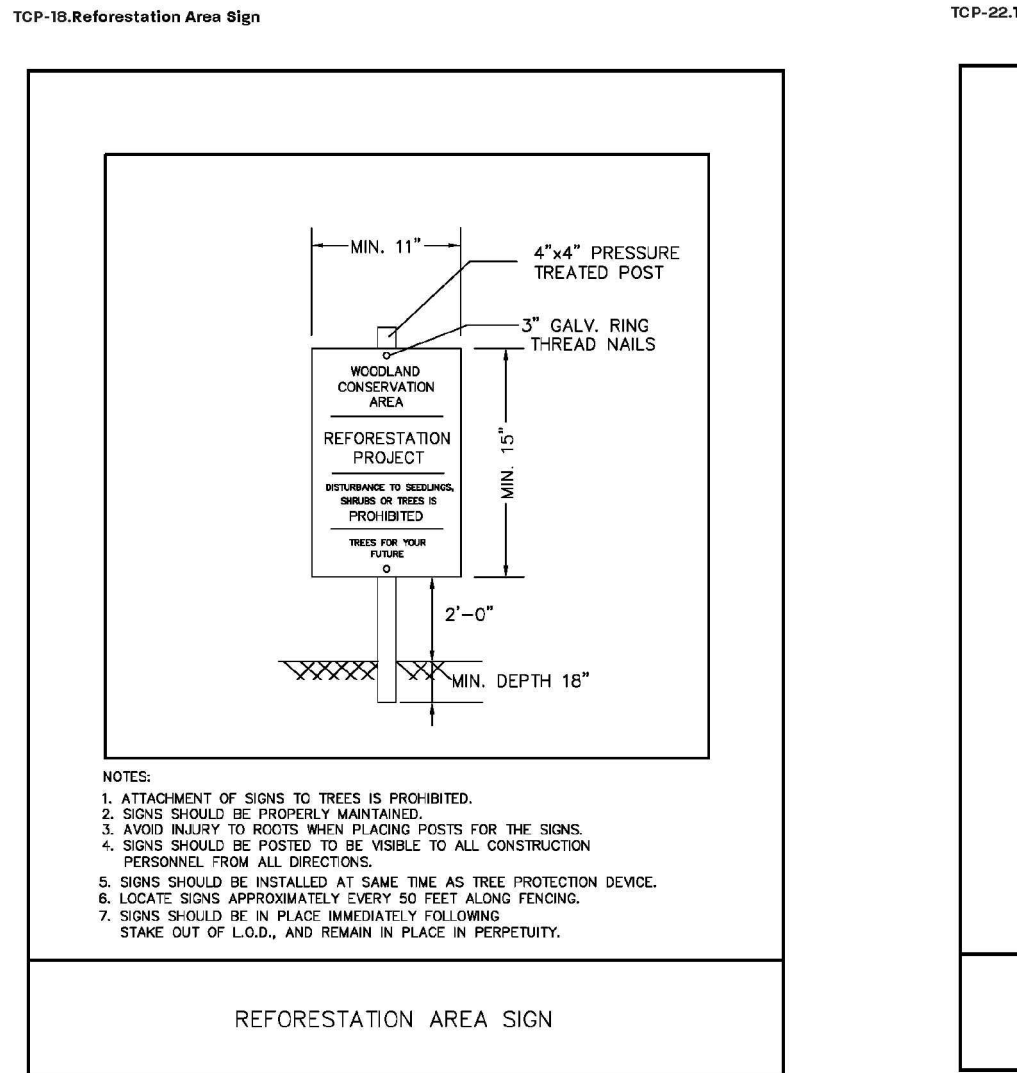 TCP-18.Reforestation Area Sign
TCP-22.
MIN. 11"
4"x4" PRESSURE
TREATED POST
3" GALV. RING
THREAD NAILS
WOODLAND
CONSERVATION
AREA
REFORESTATION
PROJECT
DISTURBANCE TO SEEDLINGS,
SHRUBS OR TREES IS
PROHIBITED
TREES FOR YOUR
FUTURE
MIN. 15"
2'-0"
MIN. DEPTH 18"
NOTES:
1. ATTACHMENT OF SIGNS TO TREES IS PROHIBITED.
2. SIGNS SHOULD BE PROPERLY MAINTAINED.
3. AVOID INJURY TO ROOTS WHEN PLACING POSTS FOR THE SIGNS.
4. SIGNS SHOULD BE POSTED TO BE VISIBLE TO ALL CONSTRUCTION
PERSONNEL FROM ALL DIRECTIONS.
5. SIGNS SHOULD BE INSTALLED AT SAME TIME AS TREE PROTECTION DEVICE.
6. LOCATE SIGNS APPROXIMATELY EVERY 50 FEET ALONG FENCING.
7. SIGNS SHOULD BE IN PLACE IMMEDIATELY FOLLOWING
STAKE OUT OF L.O.D., AND REMAIN IN PLACE IN PERPETUITY.
REFORESTATION AREA SIGN